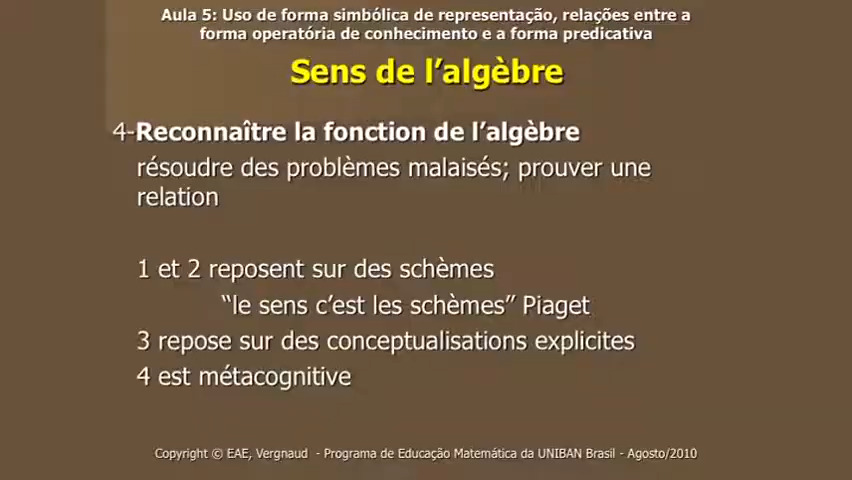 Aula 5: Uso de forma simbólica de representação, relações entre a
forma operatória de conhecimento e a forma predicativa
Sens de l’algèbre
4-Reconnaître la fonction de l’algèbre
résoudre des problèmes malaisés; prouver une
relation
1 et 2 reposent sur des schèmes
“le sens c’est les schèmes” Piaget
3 repose sur des conceptualisations explicites
4 est métacognitive
Copyright © EAE, Vergnaud - Programa de Educação Matemática da UNIBAN Brasil - Agosto/2010